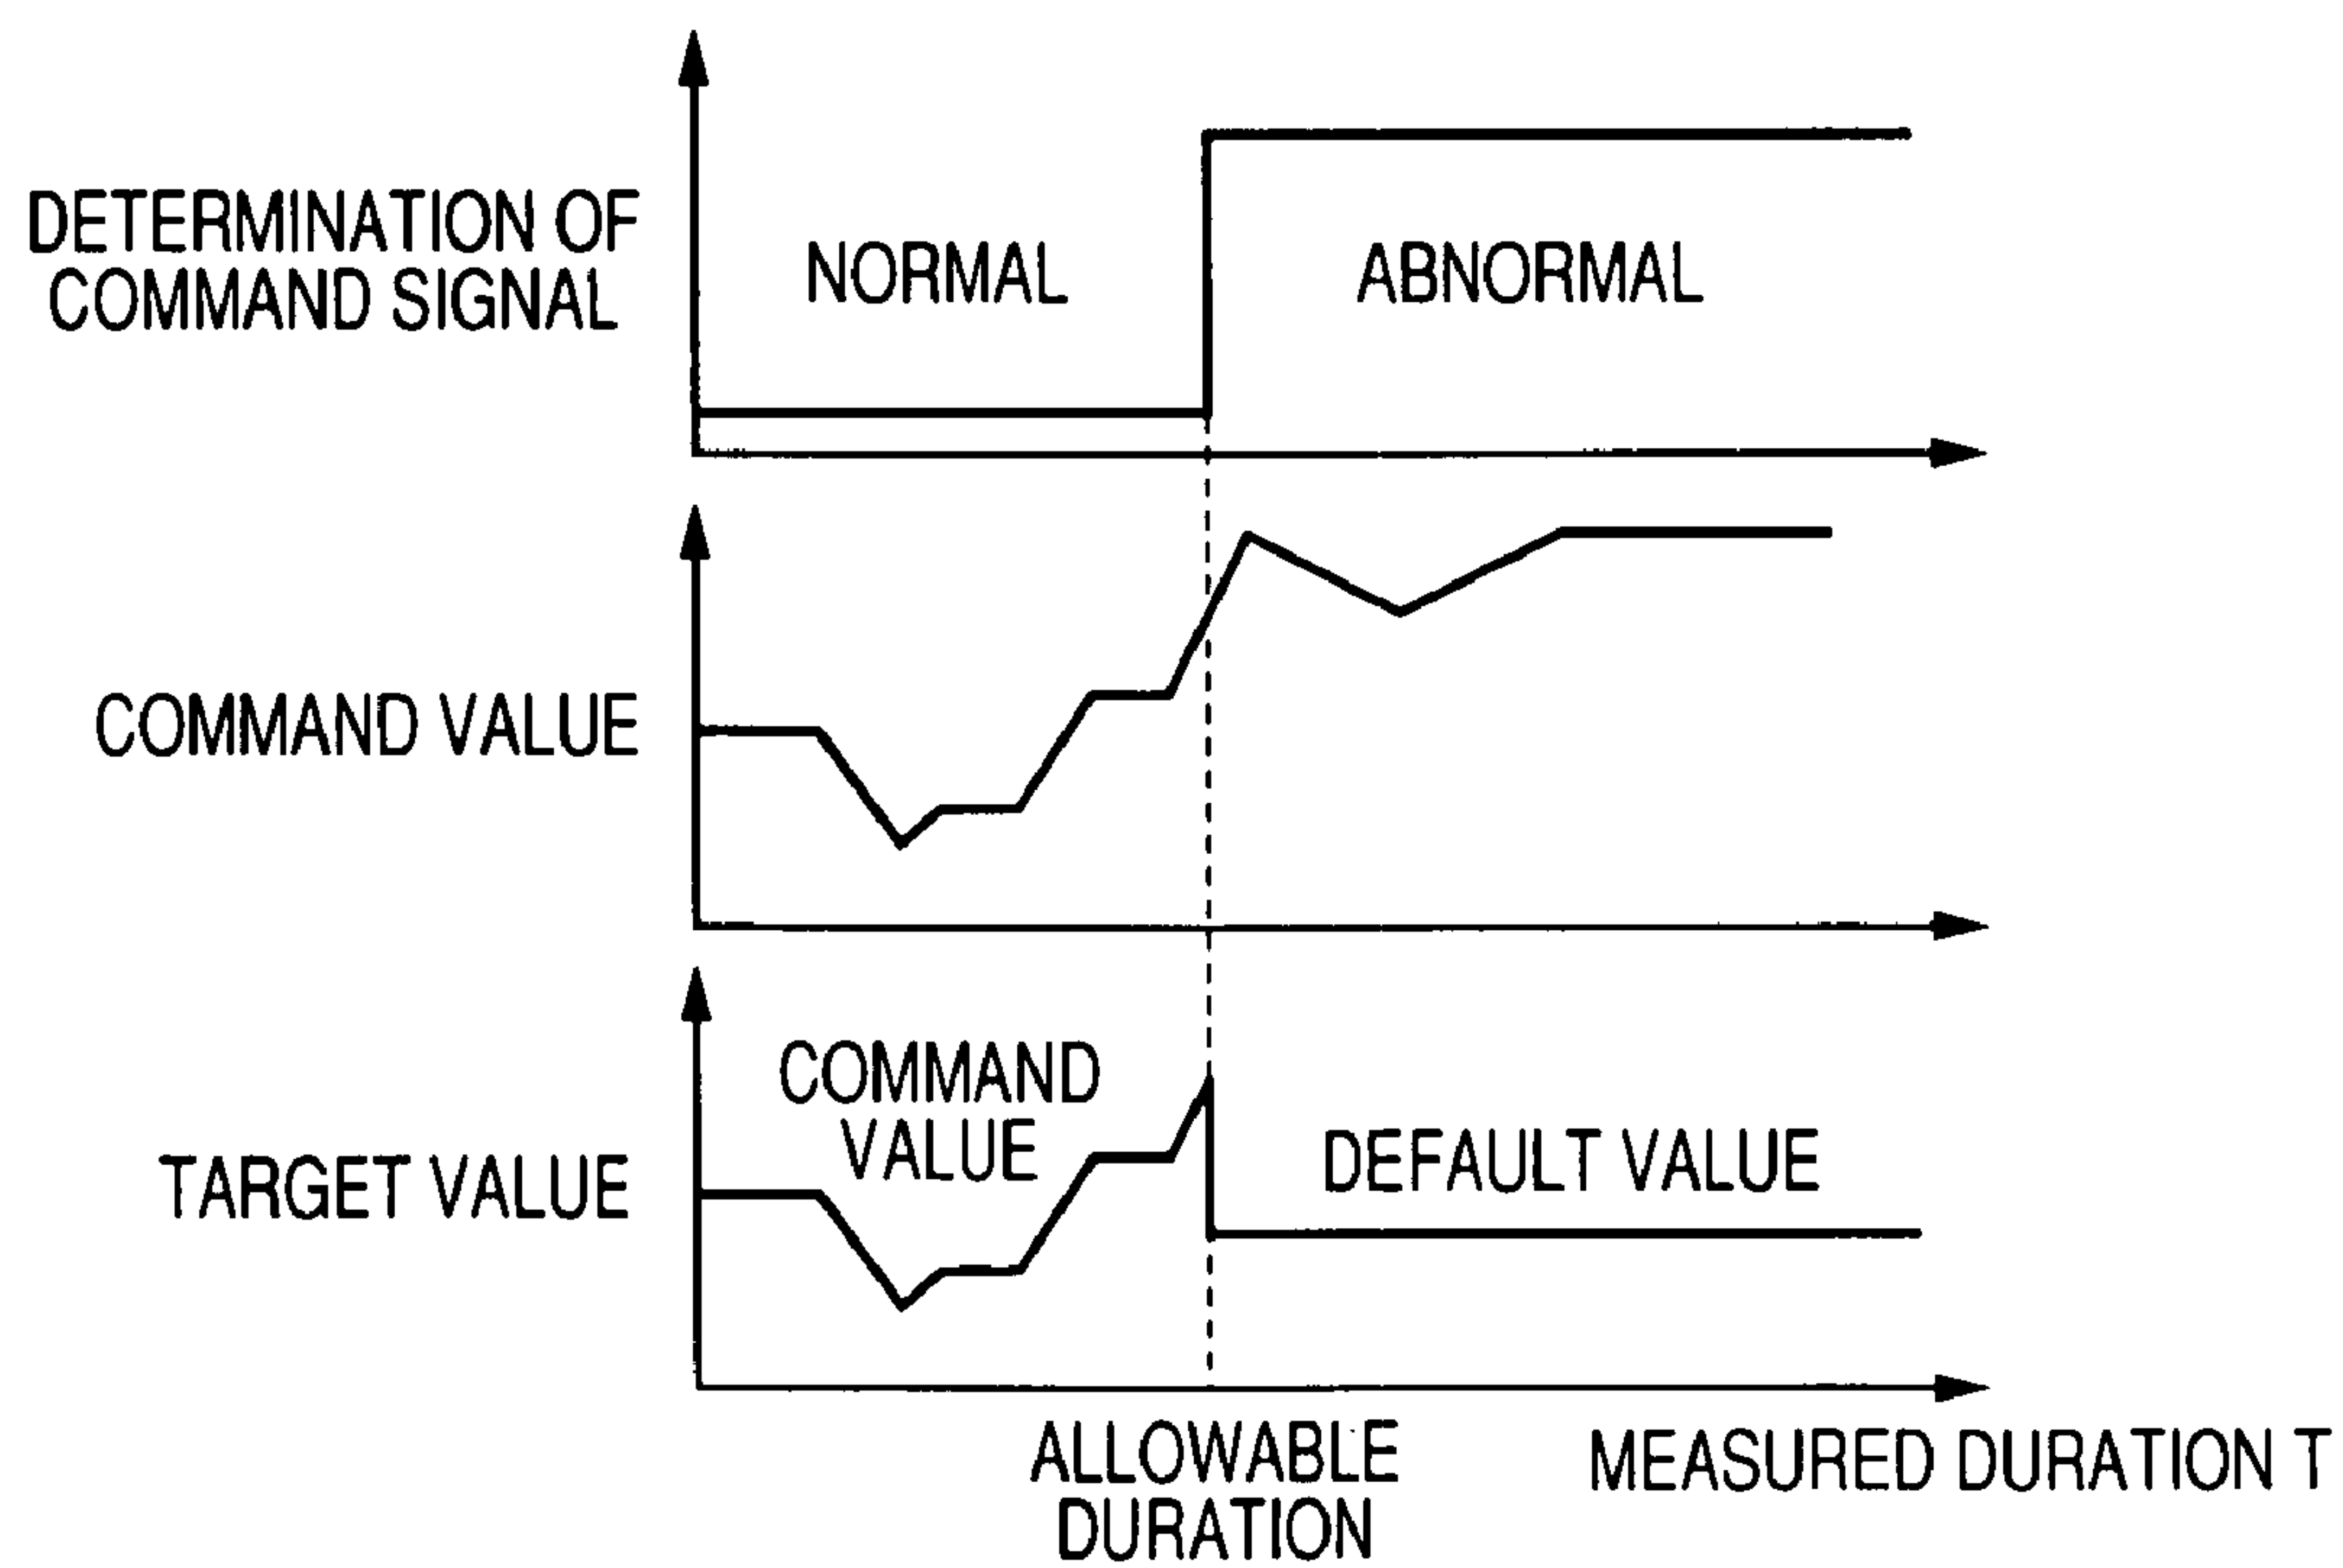 DETERMINATION OF
COMMAND SIGNAL
NORMAL
ABNORMAL
COMMAND VALUE
COMMAND
VALUE
TARGET VALUE
DEFAULT VALUE
ALLOWABLE
DURATION
MEASURED DURATION T